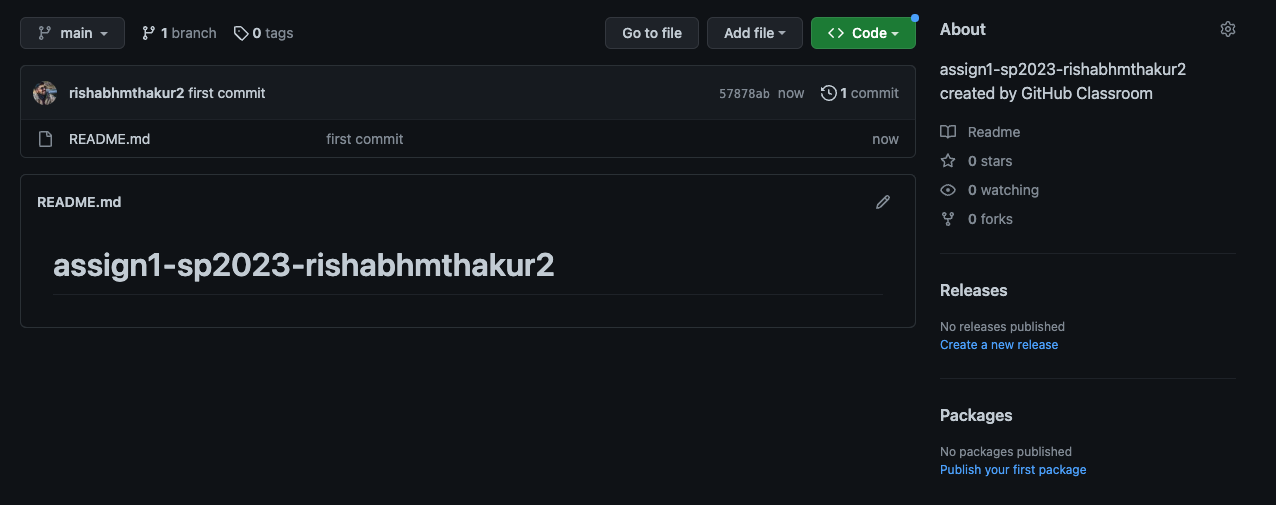 main
1 branch
0 tags
Go to file
Add file
Code
rishabhmthakur2 first commit
57878ab now
1 commit
README.md
first commit
now
README.md
assign1-sp2023-rishabhmthakur2
About
assign1-sp2023-rishabhmthakur2
created by GitHub Classroom
Readme
0 stars
0 watching
0 forks
Releases
No releases published
Create a new release
Packages
No packages published
Publish your first package